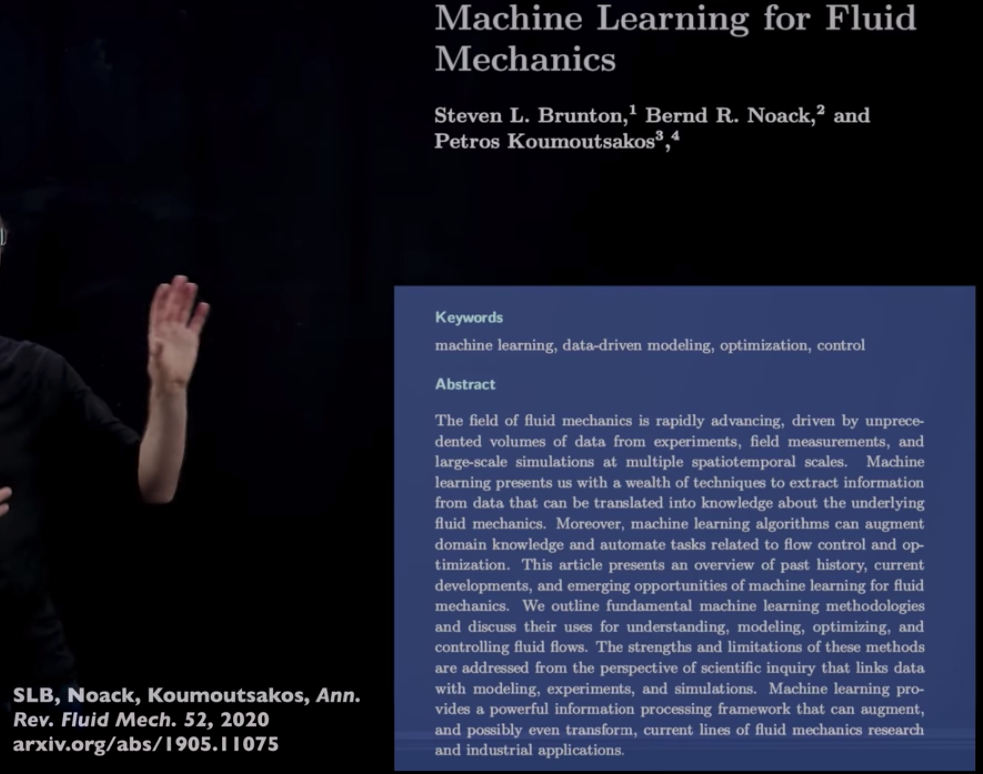 Machine Learning for Fluid
Mechanics
Steven L. Brunton,¹ Bernd R. Noack,² and
Petros Koumoutsakos³,⁴
Keywords
machine learning, data-driven modeling, optimization, control
Abstract
The field of fluid mechanics is rapidly advancing, driven by unprece-
dented volumes of data from experiments, field measurements, and
large-scale simulations at multiple spatiotemporal scales. Machine
learning presents us with a wealth of techniques to extract information
from data that can be translated into knowledge about the underlying
fluid mechanics. Moreover, machine learning algorithms can augment
domain knowledge and automate tasks related to flow control and op-
timization. This article presents an overview of past history, current
developments, and emerging opportunities of machine learning for fluid
mechanics. We outline fundamental machine learning methodologies
and discuss their uses for understanding, modeling, optimizing, and
controlling fluid flows. The strengths and limitations of these methods
are addressed from the perspective of scientific inquiry that links data
with modeling, experiments, and simulations. Machine learning pro-
vides a powerful information processing framework that can augment,
and possibly even transform, current lines of fluid mechanics research
and industrial applications.
SLB, Noack, Koumoutsakos, Ann.
Rev. Fluid Mech. 52, 2020
arxiv.org/abs/1905.11075